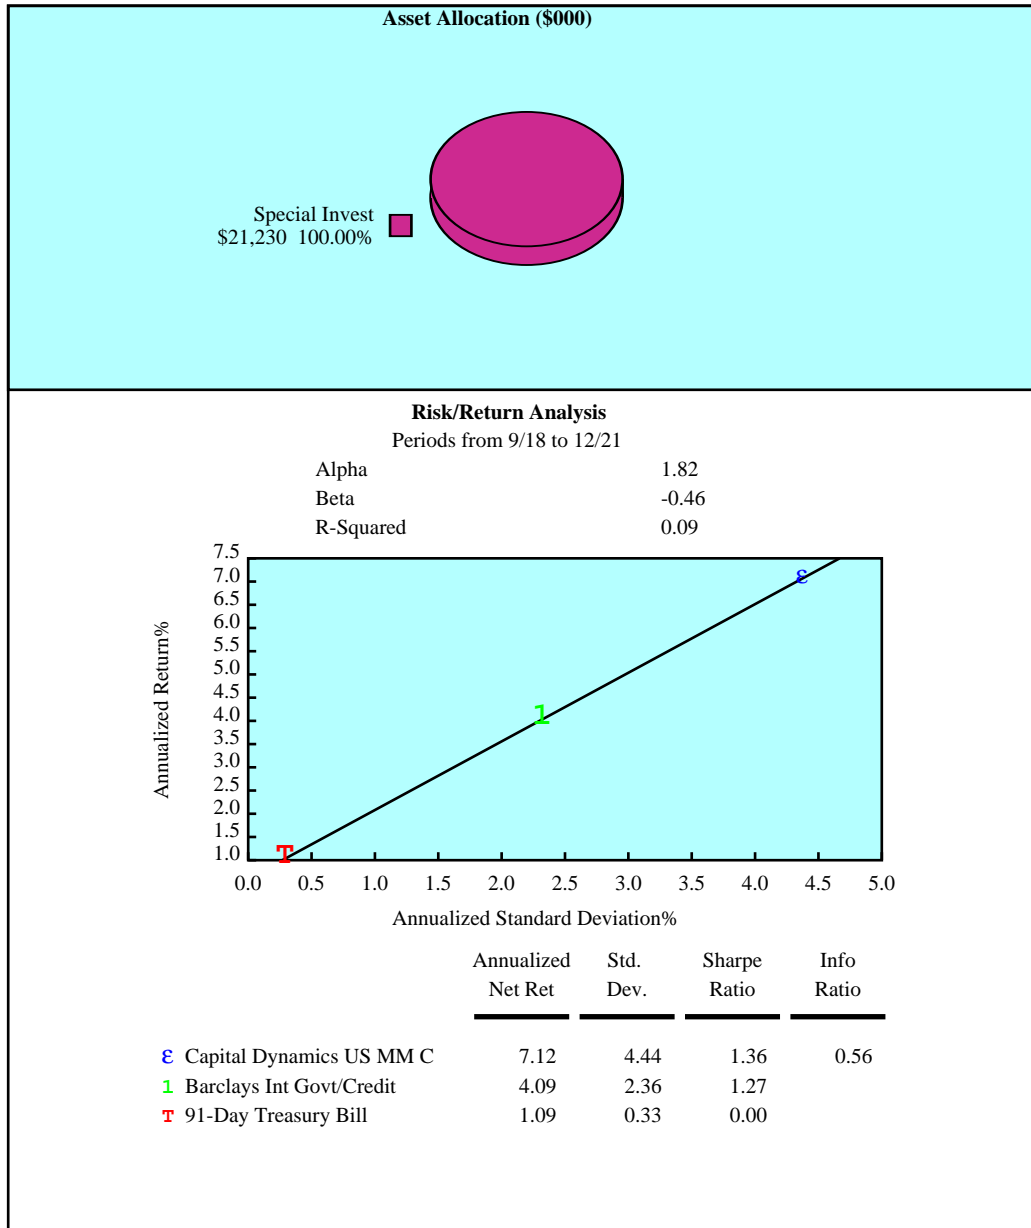 Asset Allocation ($000)
Special Invest
$21,230 100.00%
Risk/Return Analysis
Periods from 9/18 to 12/21
Alpha 1.82
Beta -0.46
R-Squared 0.09
Annualized Return%
7.5
7.0
6.5
6.0
5.5
5.0
4.5
4.0
3.5
3.0
2.5
2.0
1.5
1.0
ε
1
T
0.0 0.5 1.0 1.5 2.0 2.5 3.0 3.5 4.0 4.5 5.0
Annualized Standard Deviation%
Annualized Std. Sharpe Info
Net Ret Dev. Ratio Ratio
ε Capital Dynamics US MM C 7.12 4.44 1.36 0.56
1 Barclays Int Govt/Credit 4.09 2.36 1.27
T 91-Day Treasury Bill 1.09 0.33 0.00